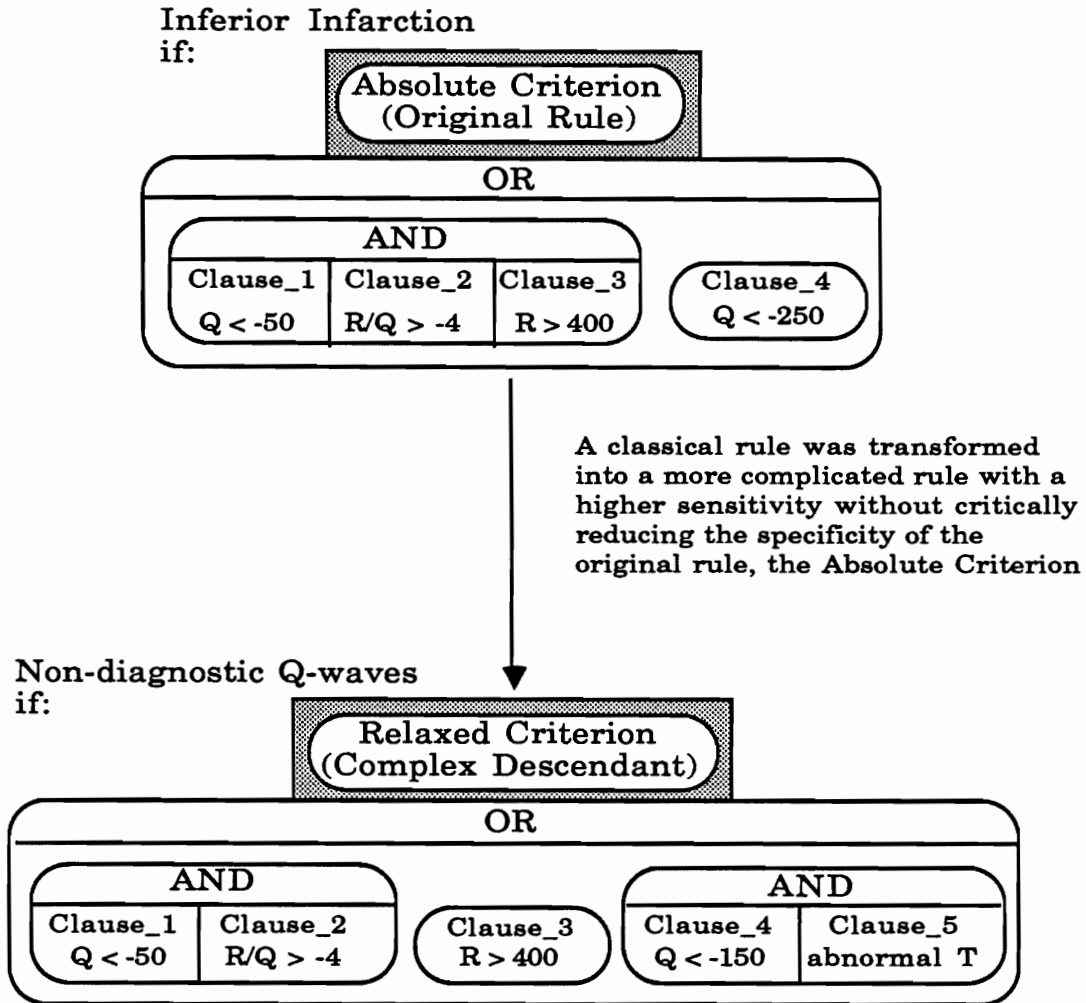 Inferior Infarction
if:
Absolute Criterion
(Original Rule)
OR
AND
Clause_1 Clause_2 Clause_3
Q < -50 R/Q > -4 R > 400
Clause_4
Q < -250
A classical rule was transformed
into a more complicated rule with a
higher sensitivity without critically
reducing the specificity of the
original rule, the Absolute Criterion
Non-diagnostic Q-waves
if:
Relaxed Criterion
(Complex Descendant)
OR
AND
Clause_1 Clause_2
Q < -50 R/Q > -4
Clause_3
R > 400
AND
Clause_4 Clause_5
Q < -150 abnormal T